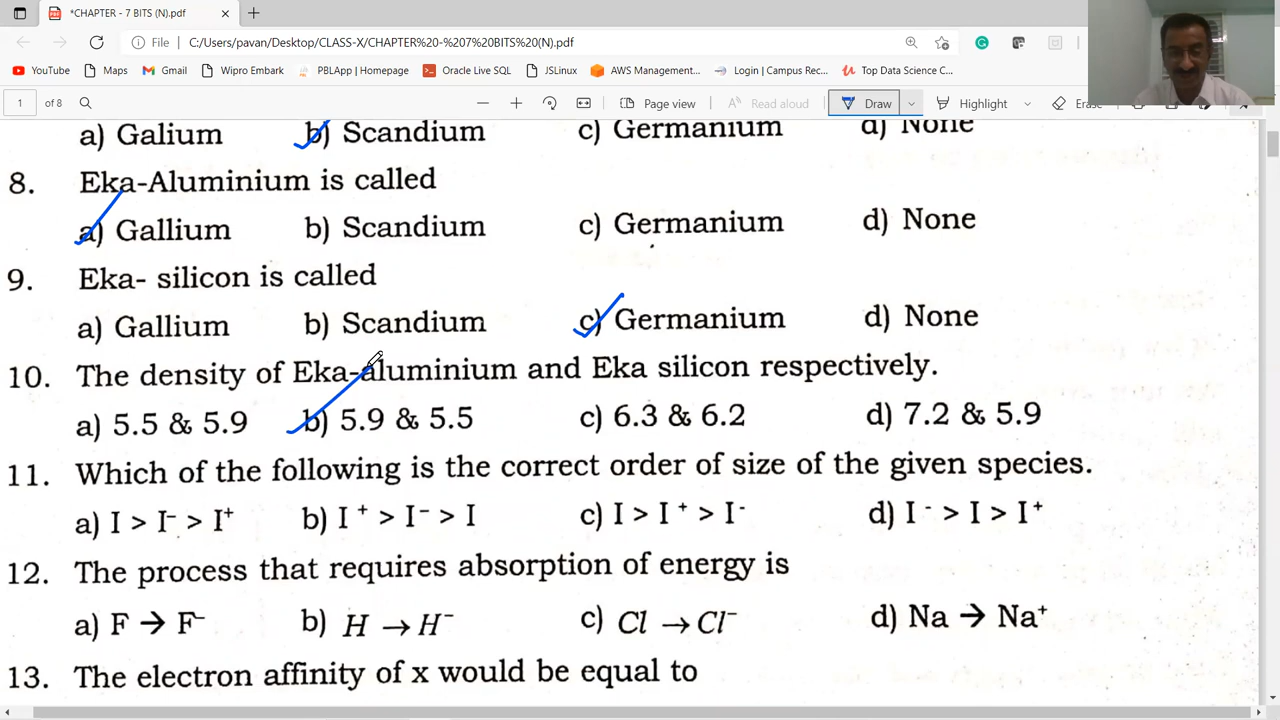 *CHAPTER - 7 BITS (N).pdf
File C:/Users/pavan/Desktop/CLASS-X/CHAPTER%20-%207%20BITS%20(N).pdf
YouTube Maps Gmail Wipro Embark PBLApp | Homepage Oracle Live SQL JSLinux AWS Management... Login | Campus Rec... Top Data Science C...
1 of 8 Page view Read aloud Draw Highlight Erase
a) Galium b) Scandium c) Germanium d) None
8. Eka-Aluminium is called
a) Gallium b) Scandium c) Germanium d) None
9. Eka- silicon is called
a) Gallium b) Scandium c) Germanium d) None
10. The density of Eka-aluminium and Eka silicon respectively.
a) 5.5 & 5.9 b) 5.9 & 5.5 c) 6.3 & 6.2 d) 7.2 & 5.9
11. Which of the following is the correct order of size of the given species.
a) I > I⁻ > I⁺ b) I ⁺ > I⁻ > I c) I > I ⁺ > I⁻ d) I ⁻ > I > I⁺
12. The process that requires absorption of energy is
a) F → F⁻ b) H → H⁻ c) Cl → Cl⁻ d) Na → Na⁺
13. The electron affinity of x would be equal to